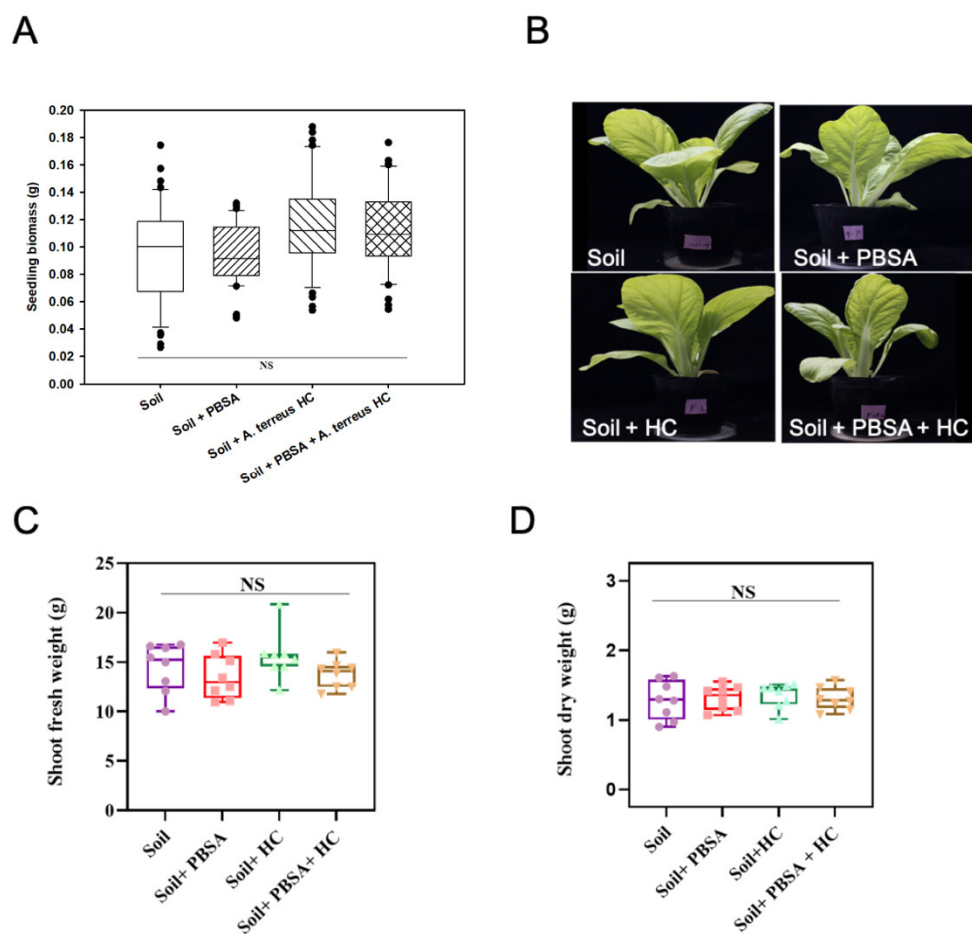 A
B
0.20
0.18
0.16
0.14
0.12
0.10
0.08
0.06
0.04
0.02
0.00
Seedling biomass (g)
NS
Soil
Soil + PBSA
Soil + A. terreus HC
Soil + PBSA + A. terreus HC
Soil
Soil + PBSA
Soil + HC
Soil + PBSA + HC
C
D
25
20
15
10
5
0
Shoot fresh weight (g)
NS
Soil
Soil+ PBSA
Soil+ HC
Soil+ PBSA + HC
3
2
1
0
Shoot dry weight (g)
NS
Soil
Soil+ PBSA
Soil+HC
Soil+ PBSA + HC